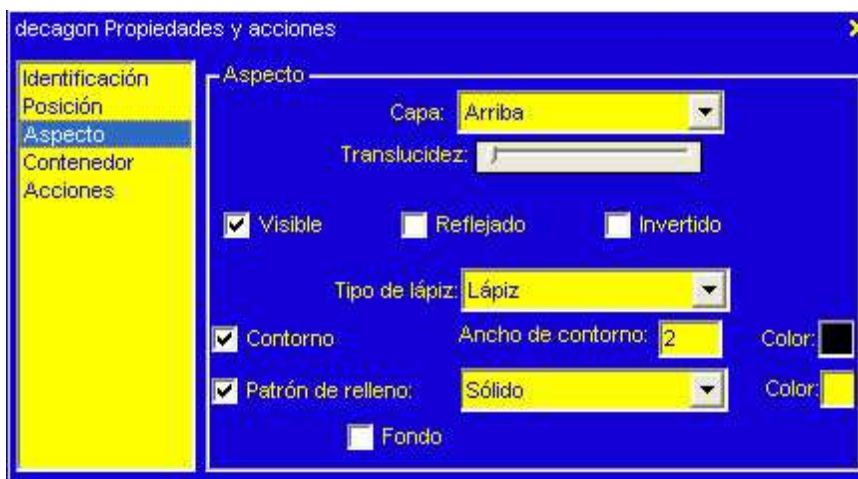 decagon Propiedades y acciones
Identificación
Posición
Aspecto
Contenedor
Acciones
Aspecto
Capa: Arriba
Translucidez:
Visible Reflejado Invertido
Tipo de lápiz: Lápiz
Contorno Ancho de contorno: 2 Color:
Patrón de relleno: Sólido Color:
Fondo